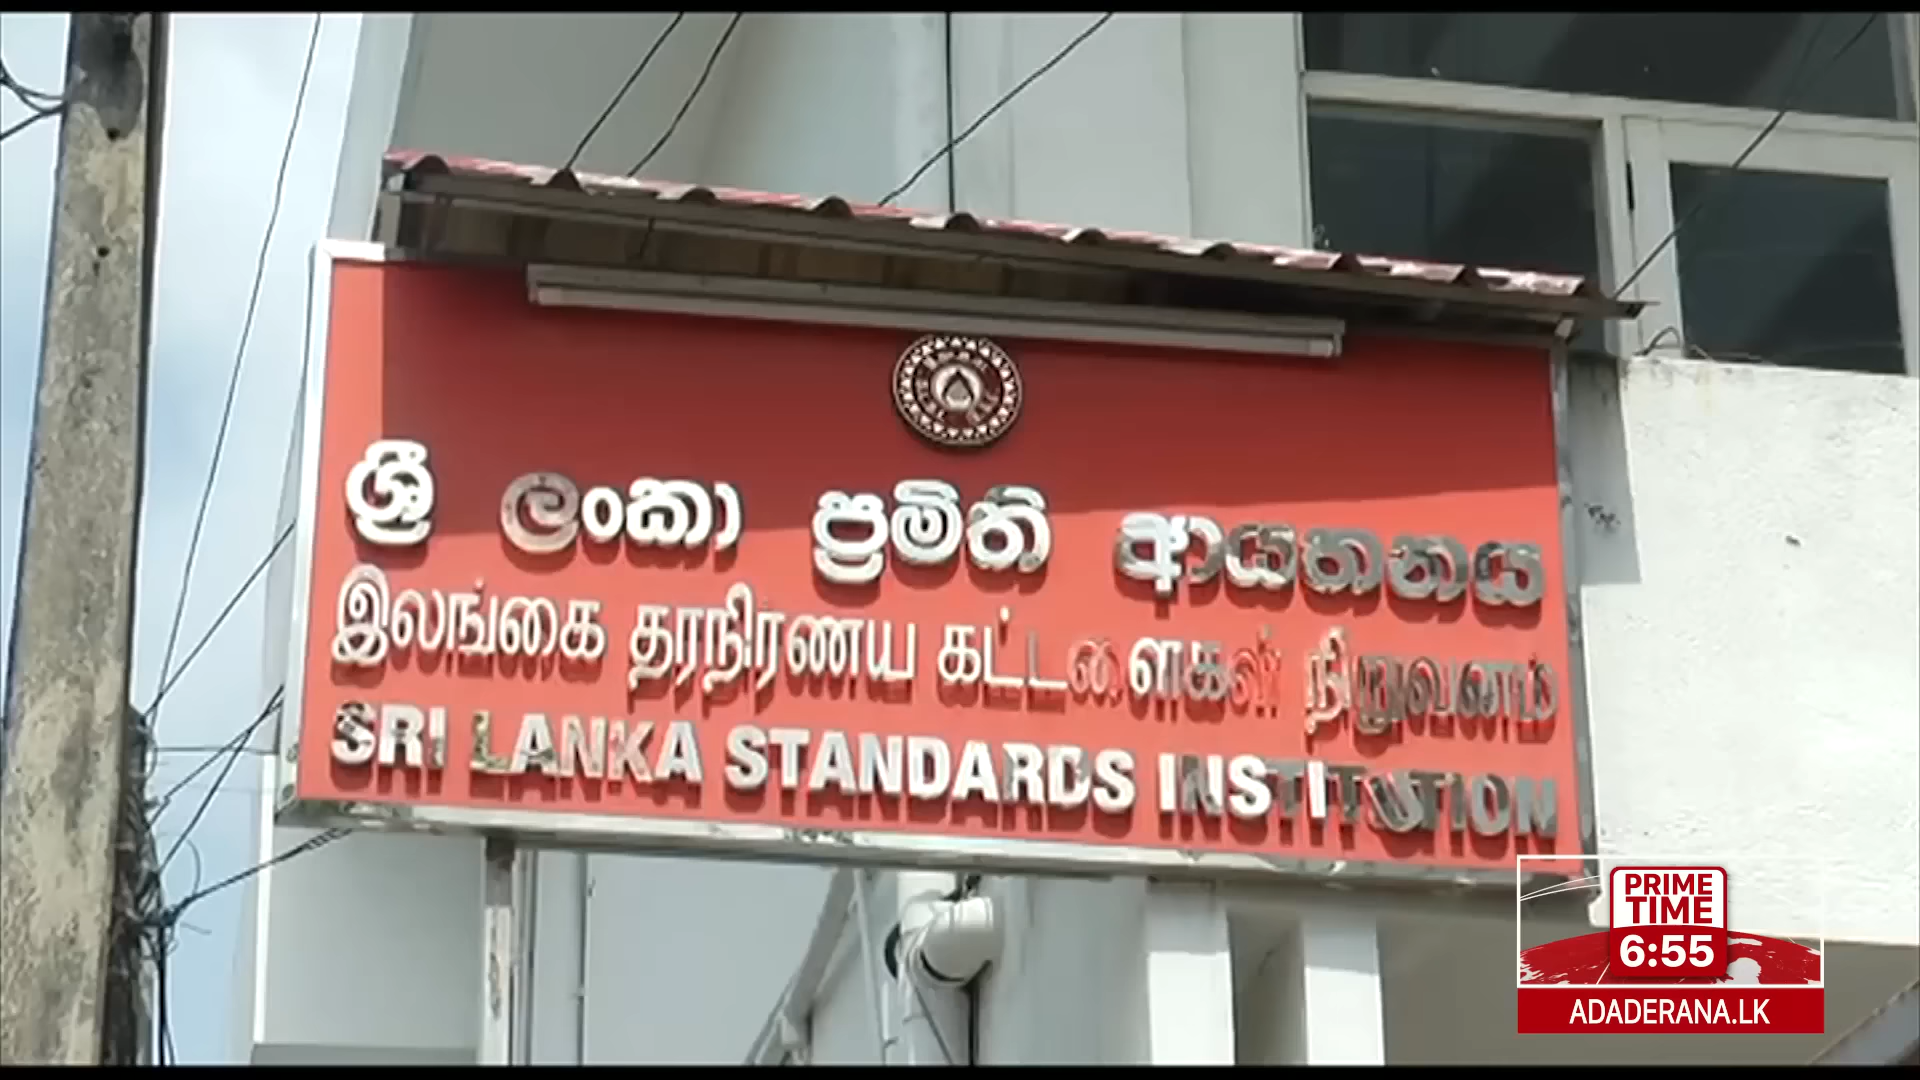 ශ්‍රී ලංකා ප්‍රමිති ආයතනය
இலங்கை தரநிர்ணய கட்டளைகள் நிறுவனம்
SRI LANKA STANDARDS INSTITUTION
PRIME
TIME
6:55
ADADERANA.LK